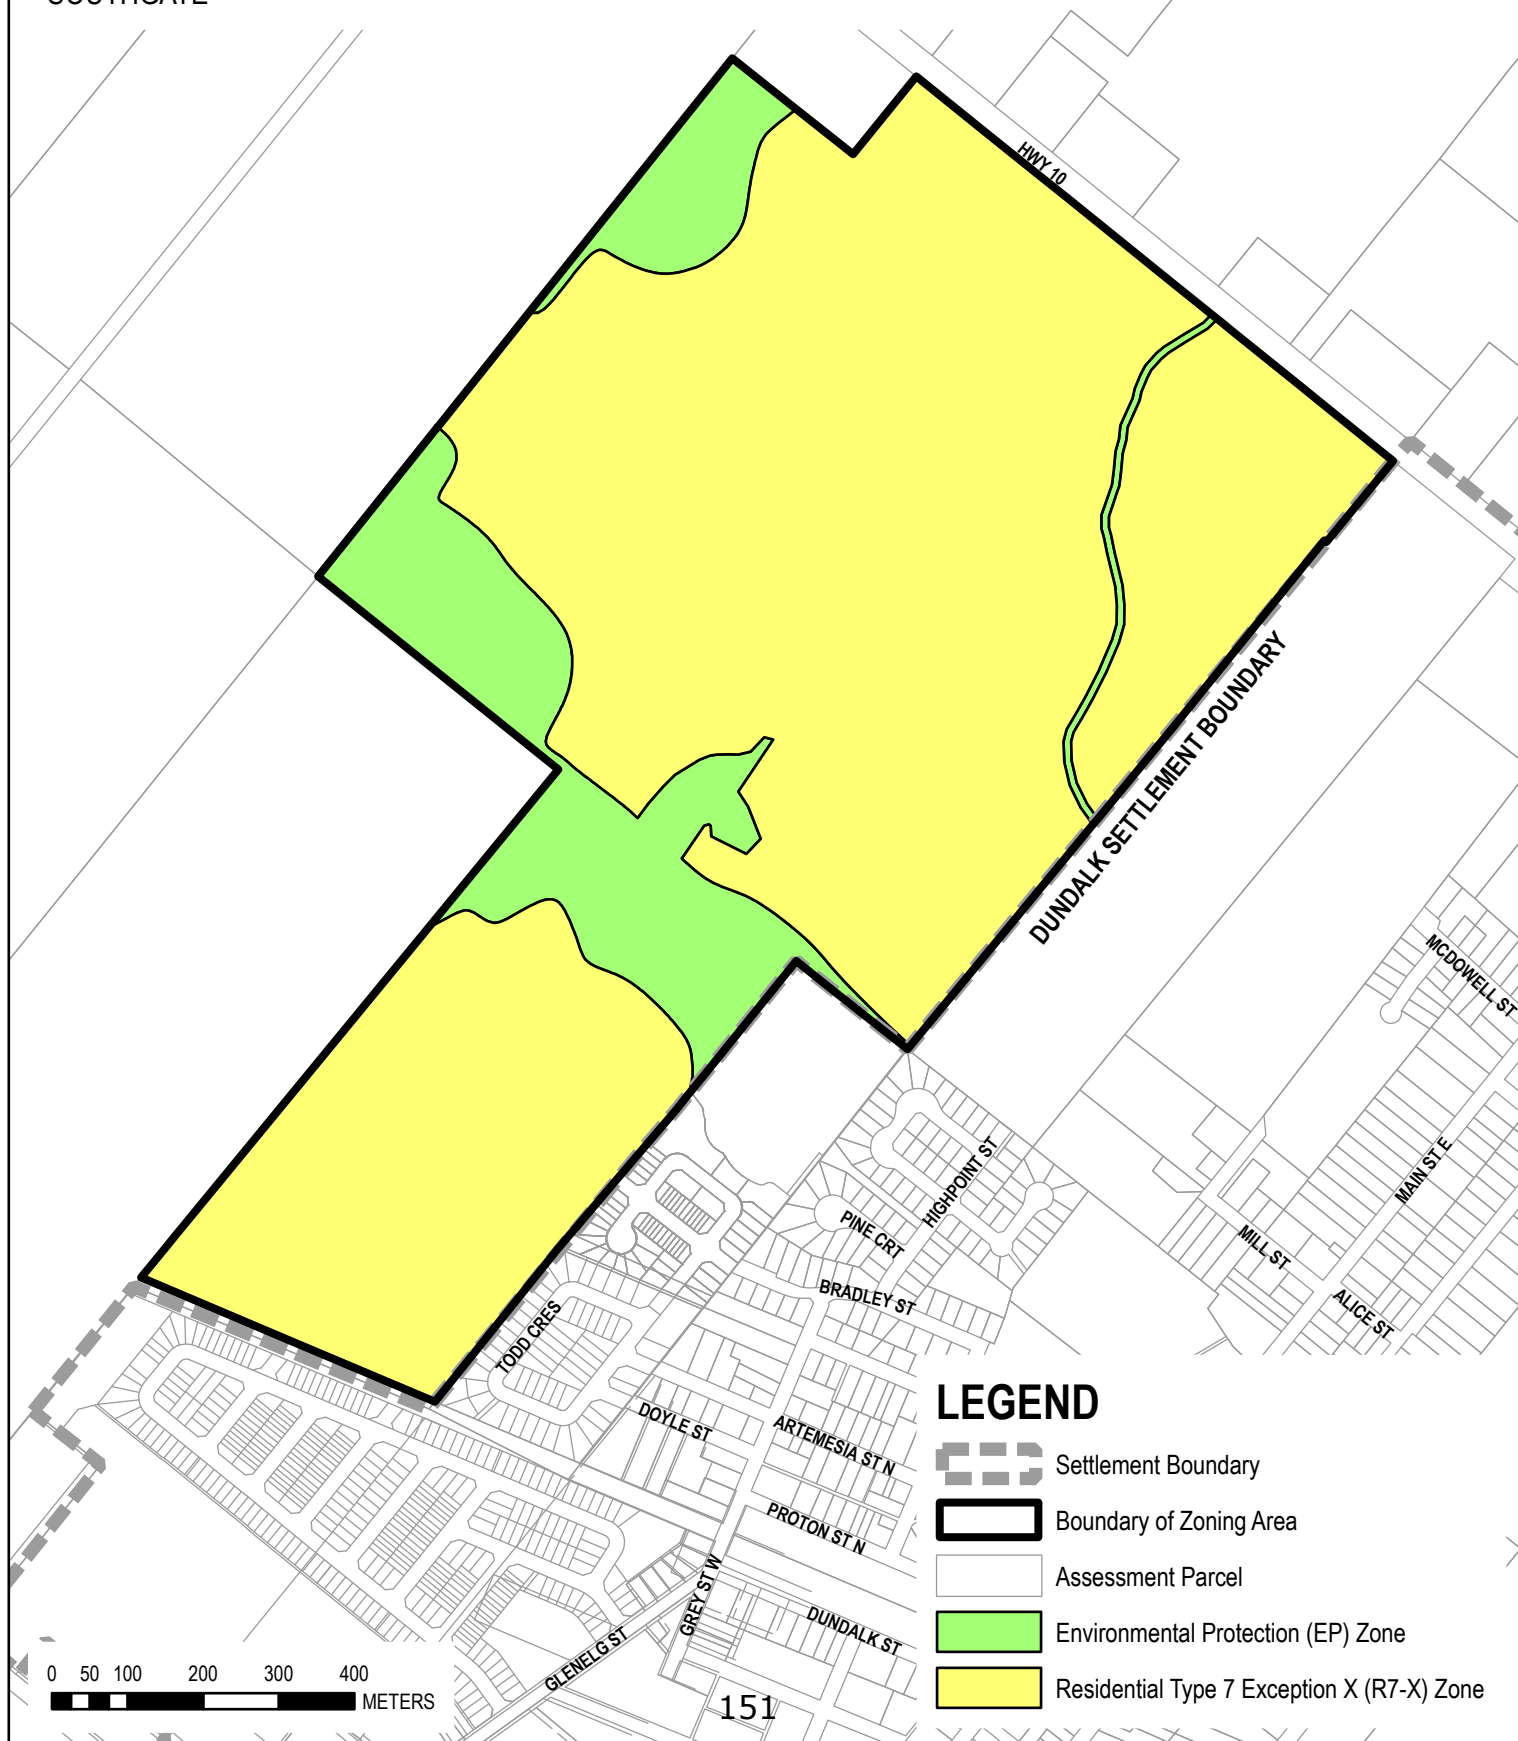 SOUTHGATE
HWY 10
DUNDALK SETTLEMENT BOUNDARY
MCDOWELL ST
MAIN ST E
HIGHPOINT ST
PINE CRT
MILL ST
BRADLEY ST
ALICE ST
TODD CRES
DOYLE ST
ARTEMESIA ST N
PROTON ST N
GREY ST W
DUNDALK ST
GLENELG ST
LEGEND
Settlement Boundary
Boundary of Zoning Area
Assessment Parcel
Environmental Protection (EP) Zone
Residential Type 7 Exception X (R7-X) Zone
0 50 100 200 300 400
METERS
151